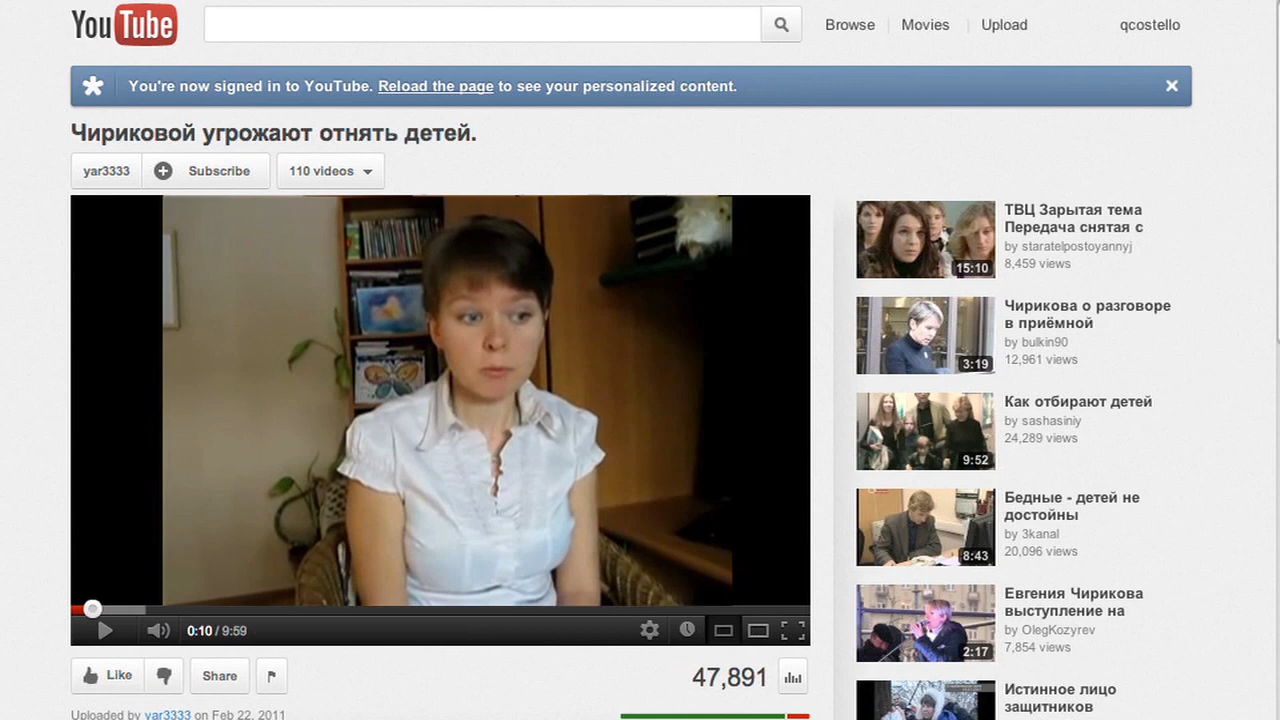 YouTube
Browse
Movies
Upload
qcostello
You're now signed in to YouTube. Reload the page to see your personalized content.
Чириковой угрожают отнять детей.
yar3333
Subscribe
110 videos
0:10 / 9:59
Like
Share
47,891
Uploaded by yar3333 on Feb 22, 2011
15:10
ТВЦ Зарытая тема
Передача снятая с
by staratelpostoyannyj
8,459 views
3:19
Чирикова о разговоре
в приёмной
by bulkin90
12,961 views
9:52
Как отбирают детей
by sashasiniy
24,289 views
8:43
Бедные - детей не
достойны
by 3kanal
20,096 views
2:17
Евгения Чирикова
выступление на
by OlegKozyrev
7,854 views
Истинное лицо
защитников